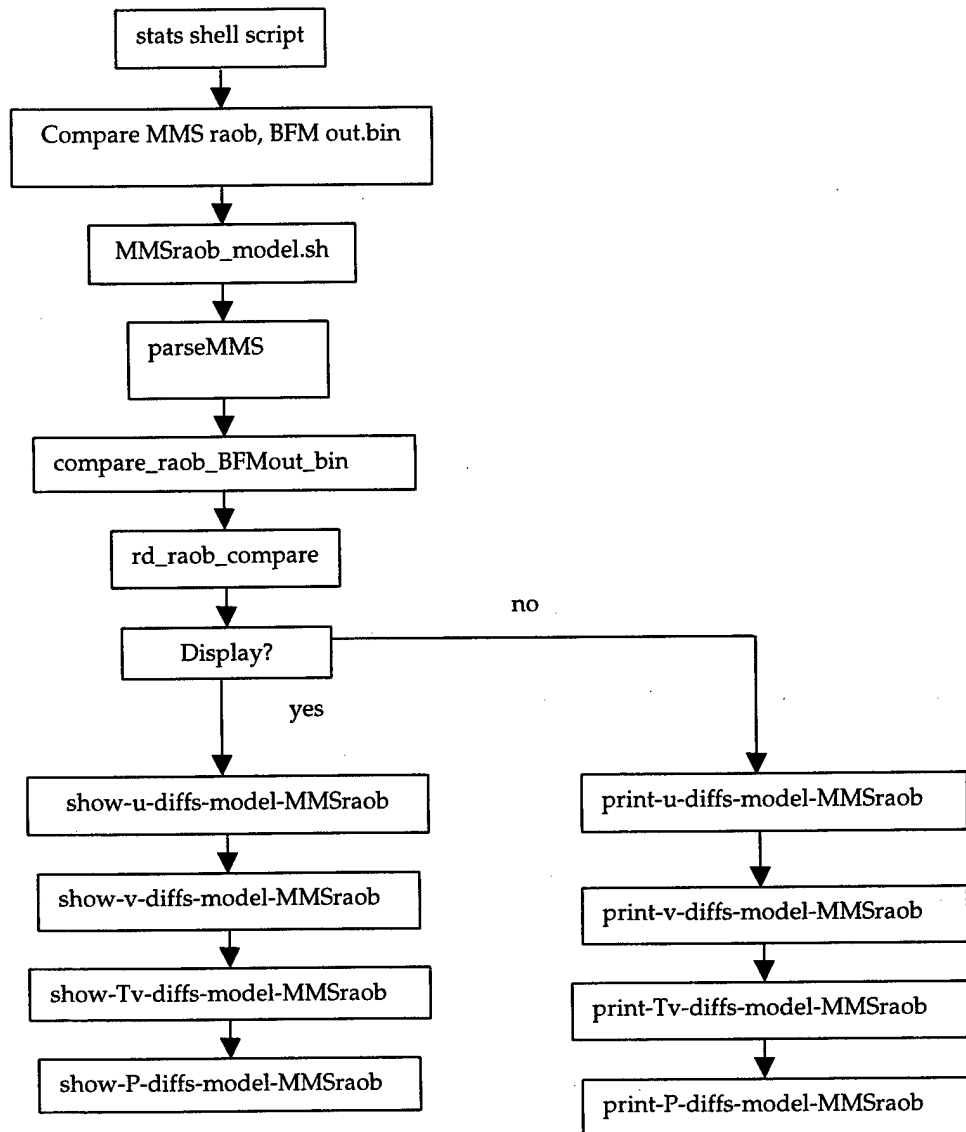 stats shell script
Compare MMS raob, BFM out.bin
MMSraob_model.sh
parseMMS
compare_raob_BFMout_bin
rd_raob_compare
no
Display?
yes
show-u-diffs-model-MMSraob
show-v-diffs-model-MMSraob
show-Tv-diffs-model-MMSraob
show-P-diffs-model-MMSraob
print-u-diffs-model-MMSraob
print-v-diffs-model-MMSraob
print-Tv-diffs-model-MMSraob
print-P-diffs-model-MMSraob